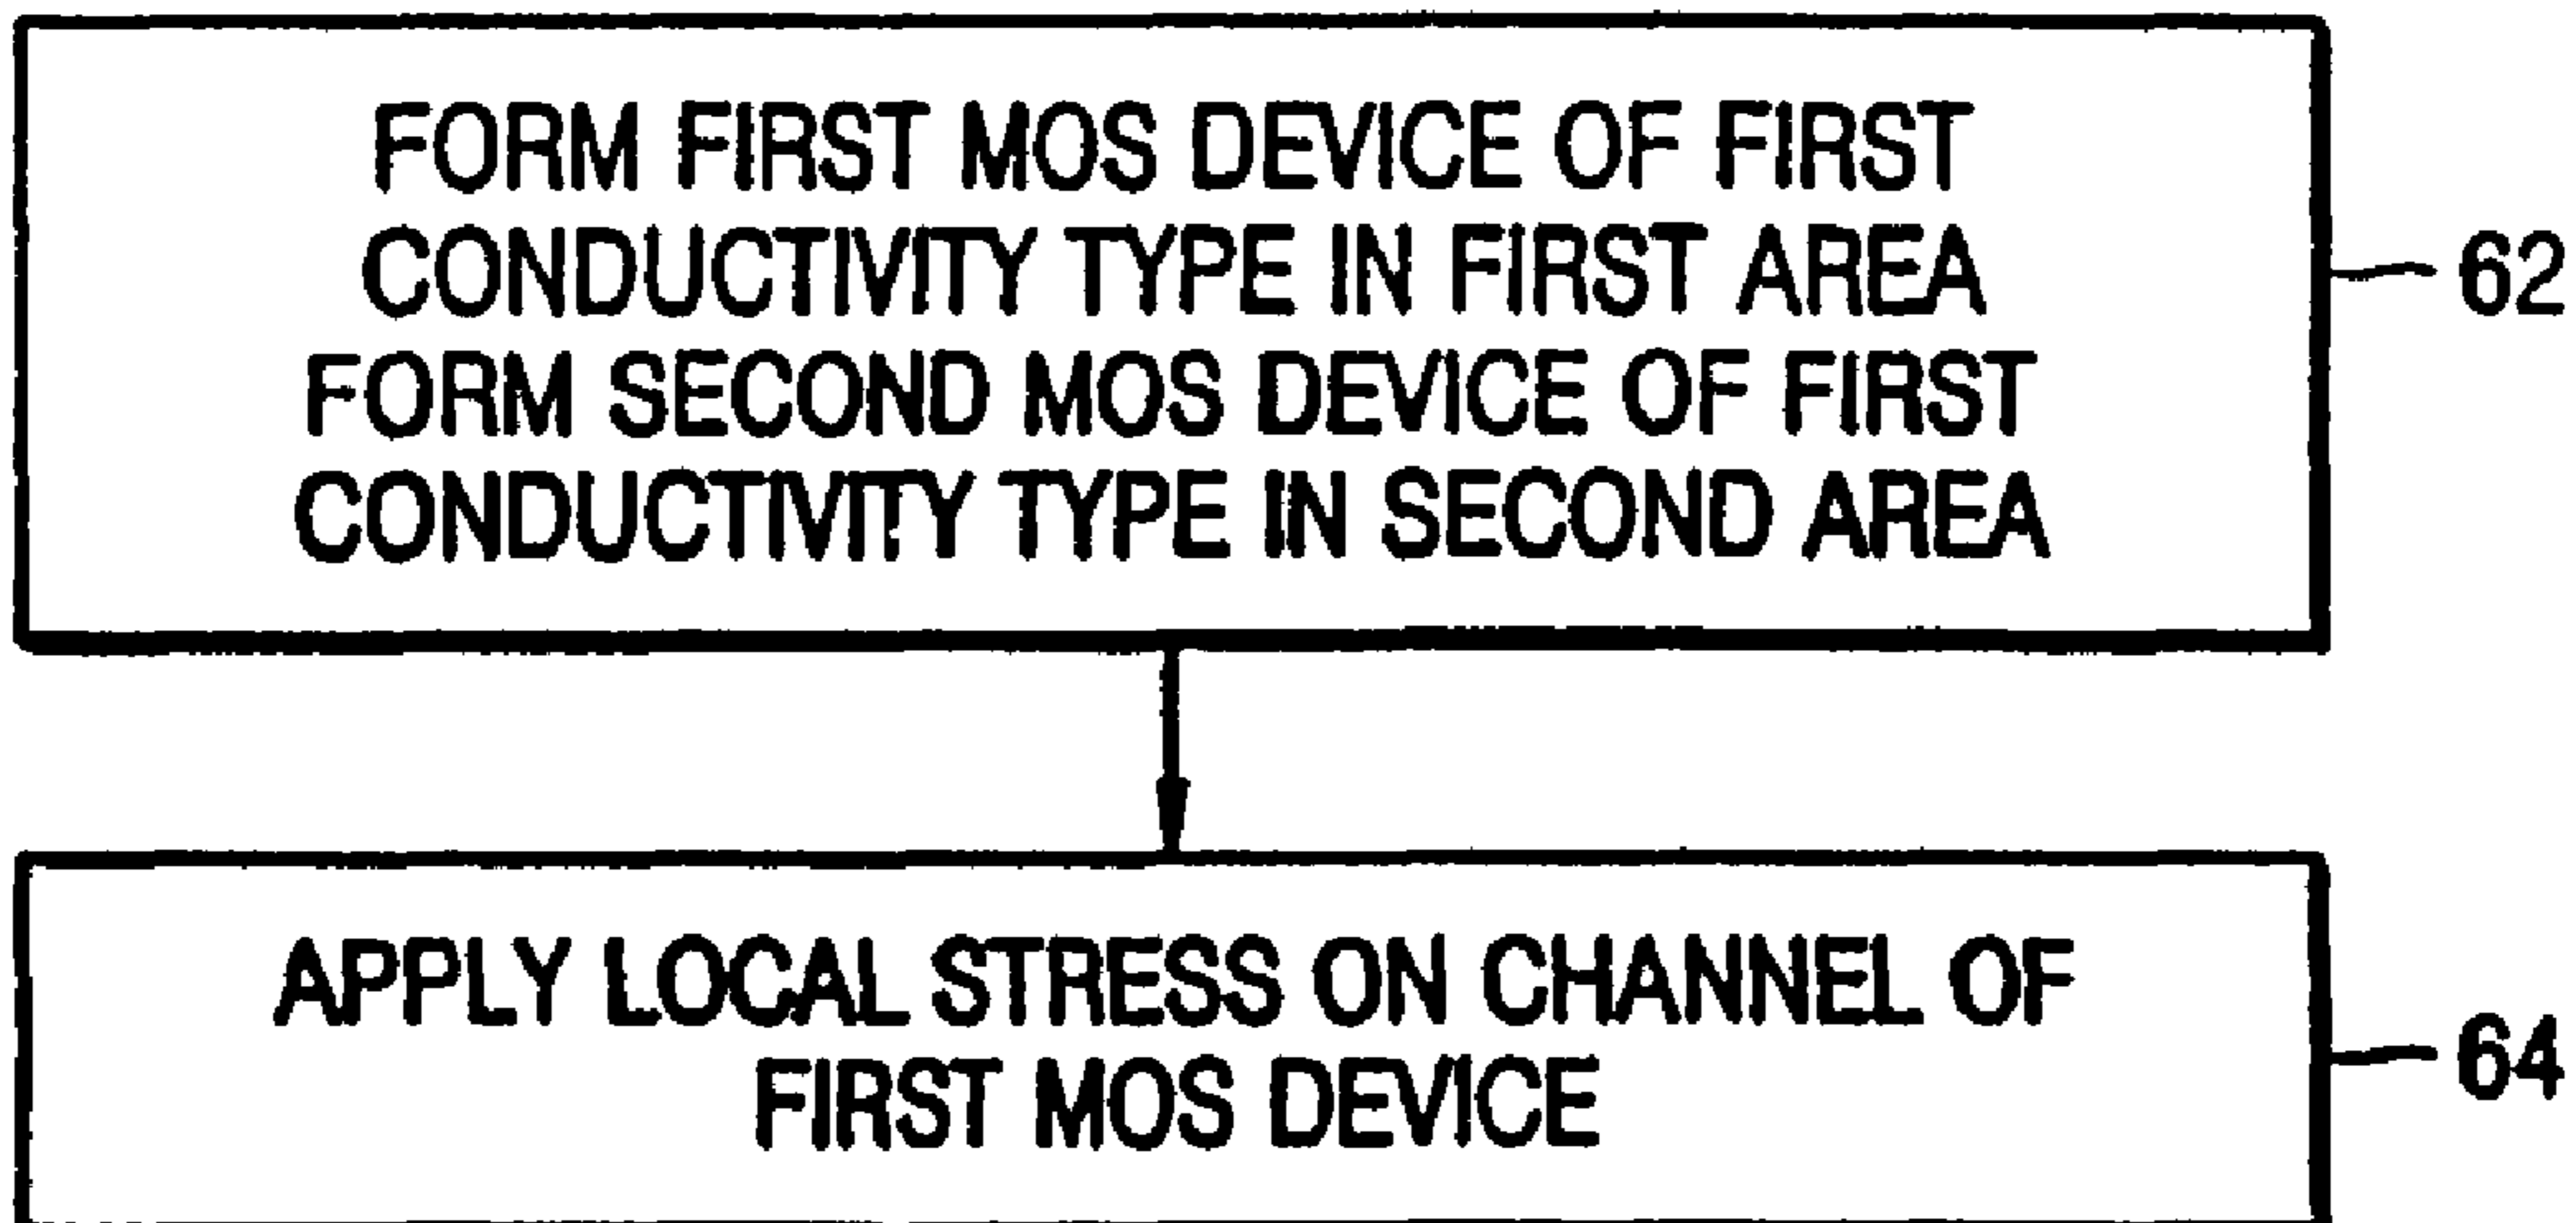 FORM FIRST MOS DEVICE OF FIRST
CONDUCTIVITY TYPE IN FIRST AREA
FORM SECOND MOS DEVICE OF FIRST
CONDUCTIVITY TYPE IN SECOND AREA
62
APPLY LOCAL STRESS ON CHANNEL OF
FIRST MOS DEVICE
64